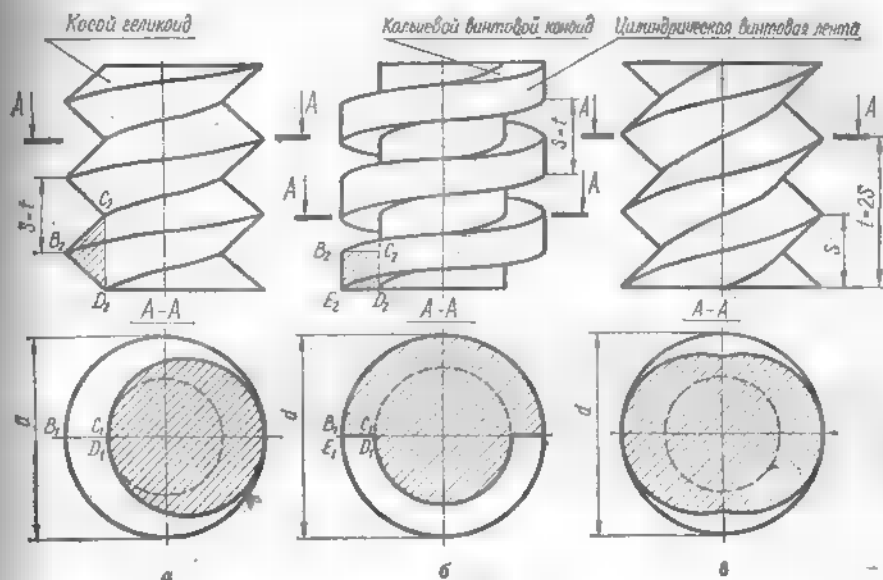 Косой геликоид
Кольцевой винтовой коноид
Цилиндрическая винтовая лента
A
A
A
A
A
A
S=t
S=t
t=2S
S
B₂
C₂
D₂
B₂
C₂
E₂
D₂
A-A
A-A
A-A
d
d
d
B₁
C₁
D₁
B₁
C₁
E₁
D₁
а
б
в